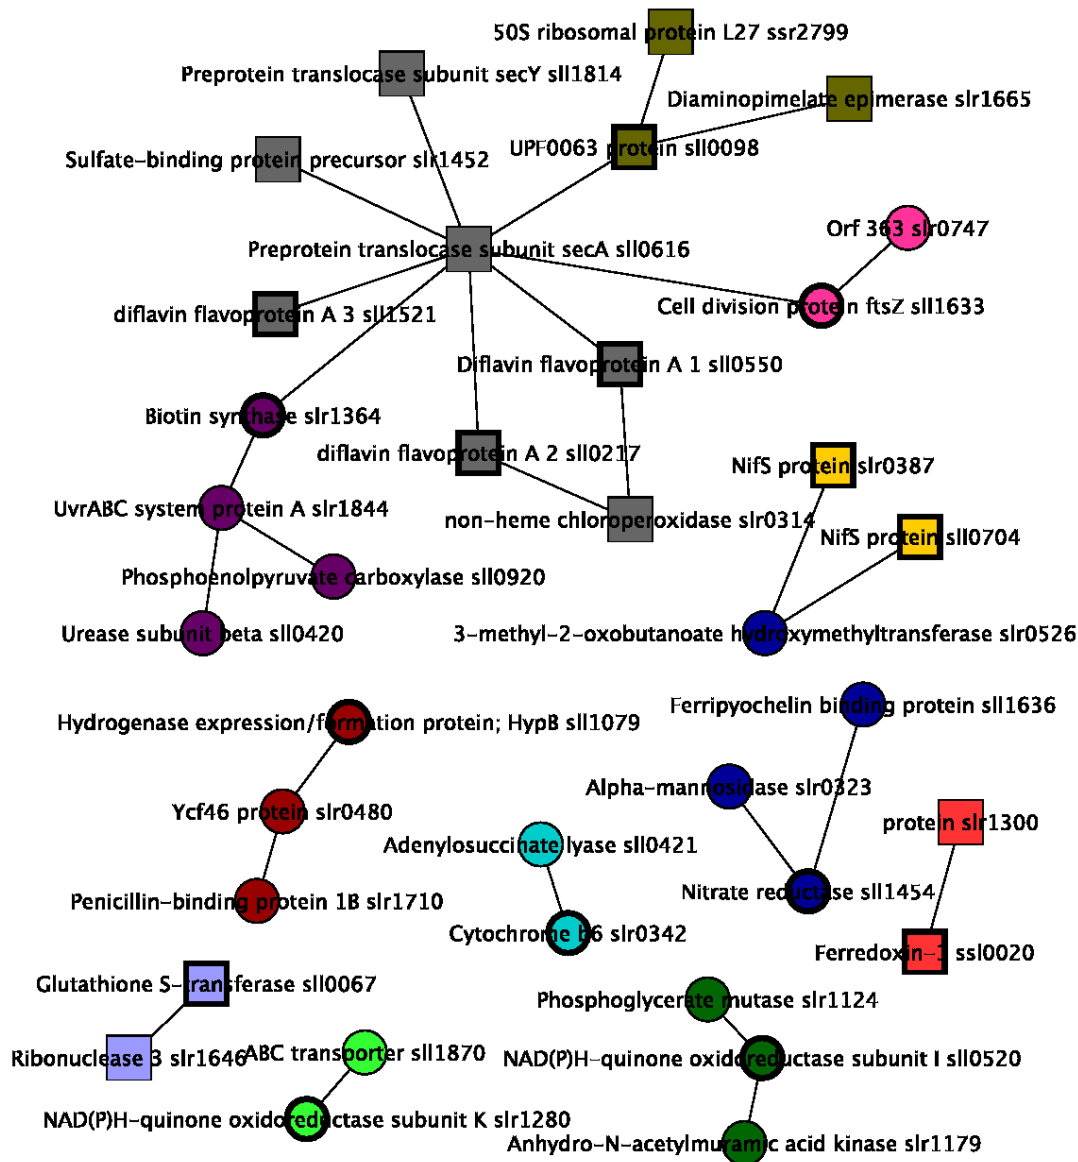 50S ribosomal protein L27 ssr2799
Preprotein translocase subunit secY sll1814
Diaminopimelate epimerase slr1665
UPF0063 protein sll0098
Sulfate-binding protein precursor slr1452
Orf 363 slr0747
Preprotein translocase subunit secA sll0616
Cell division protein ftsZ sll1633
diflavin flavoprotein A 3 sll1521
Diflavin flavoprotein A 1 sll0550
Biotin synthase slr1364
diflavin flavoprotein A 2 sll0217
NifS protein slr0387
UvrABC system protein A slr1844
non-heme chloroperoxidase slr0314
NifS protein sll0704
Phosphoenolpyruvate carboxylase sll0920
Urease subunit beta sll0420
3-methyl-2-oxobutanoate hydroxymethyltransferase slr0526
Ferripyochelin binding protein sll1636
Hydrogenase expression/formation protein; HypB sll1079
Alpha-mannosidase slr0323
Ycf46 protein slr0480
protein slr1300
Adenylosuccinate lyase sll0421
Nitrate reductase sll1454
Penicillin-binding protein 1B slr1710
Cytochrome b6 slr0342
Ferredoxin-1 ssl0020
Glutathione S-transferase sll0067
Phosphoglycerate mutase slr1124
Ribonuclease 3 slr1646
ABC transporter sll1870
NAD(P)H-quinone oxidoreductase subunit I sll0520
NAD(P)H-quinone oxidoreductase subunit K slr1280
Anhydro-N-acetylmuramic acid kinase slr1179